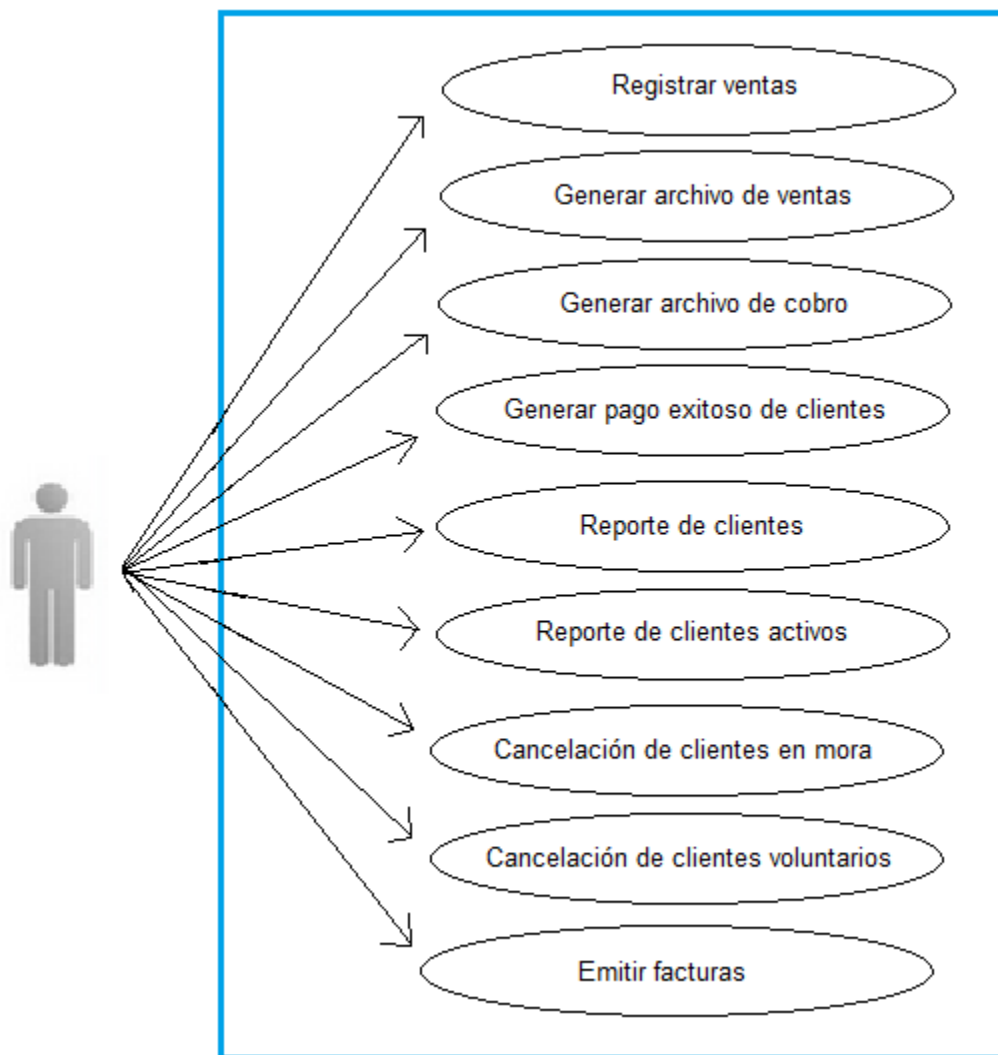 Registrar ventas
Generar archivo de ventas
Generar archivo de cobro
Generar pago exitoso de clientes
Reporte de clientes
Reporte de clientes activos
Cancelación de clientes en mora
Cancelación de clientes voluntarios
Emitir facturas